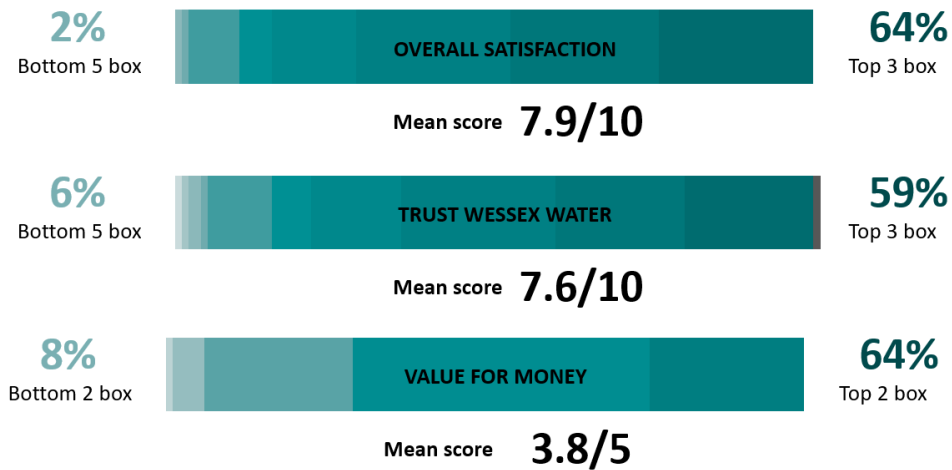 2%
Bottom 5 box
OVERALL SATISFACTION
64%
Top 3 box
Mean score 7.9/10
6%
Bottom 5 box
TRUST WESSEX WATER
59%
Top 3 box
Mean score 7.6/10
8%
Bottom 2 box
VALUE FOR MONEY
64%
Top 2 box
Mean score 3.8/5